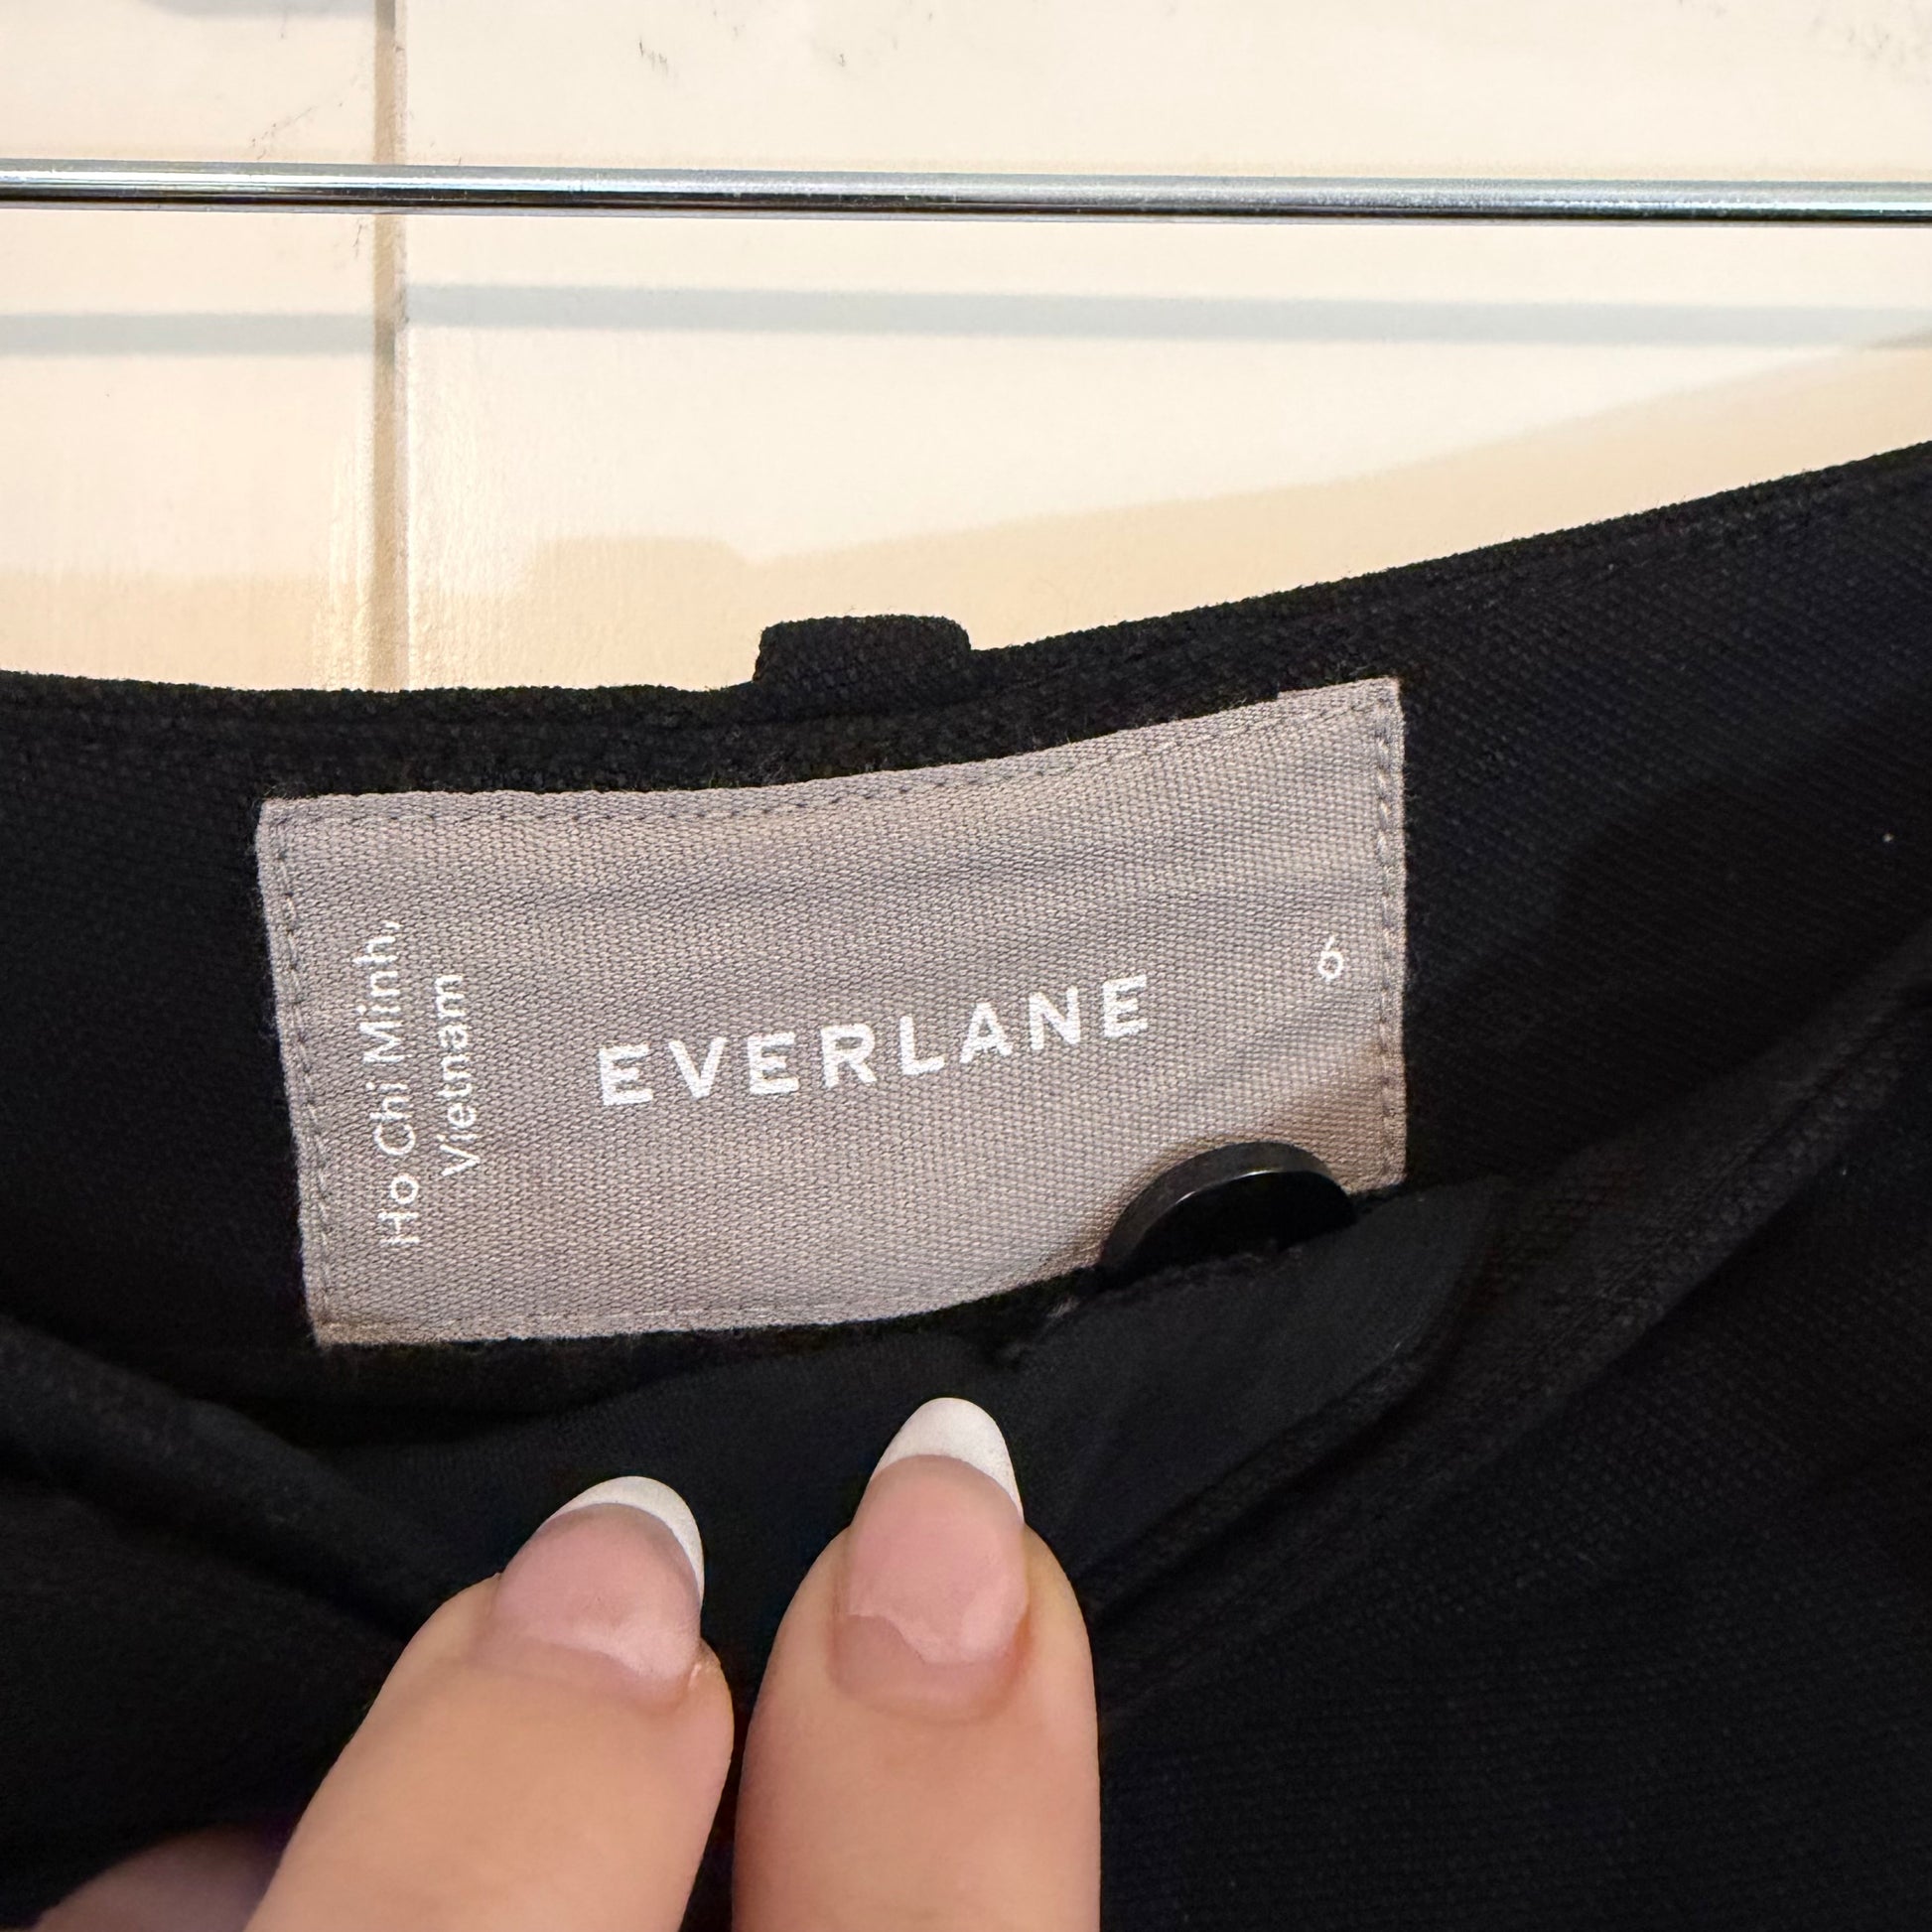 Ho Chi Minh,
Vietnam
EVERLANE
6